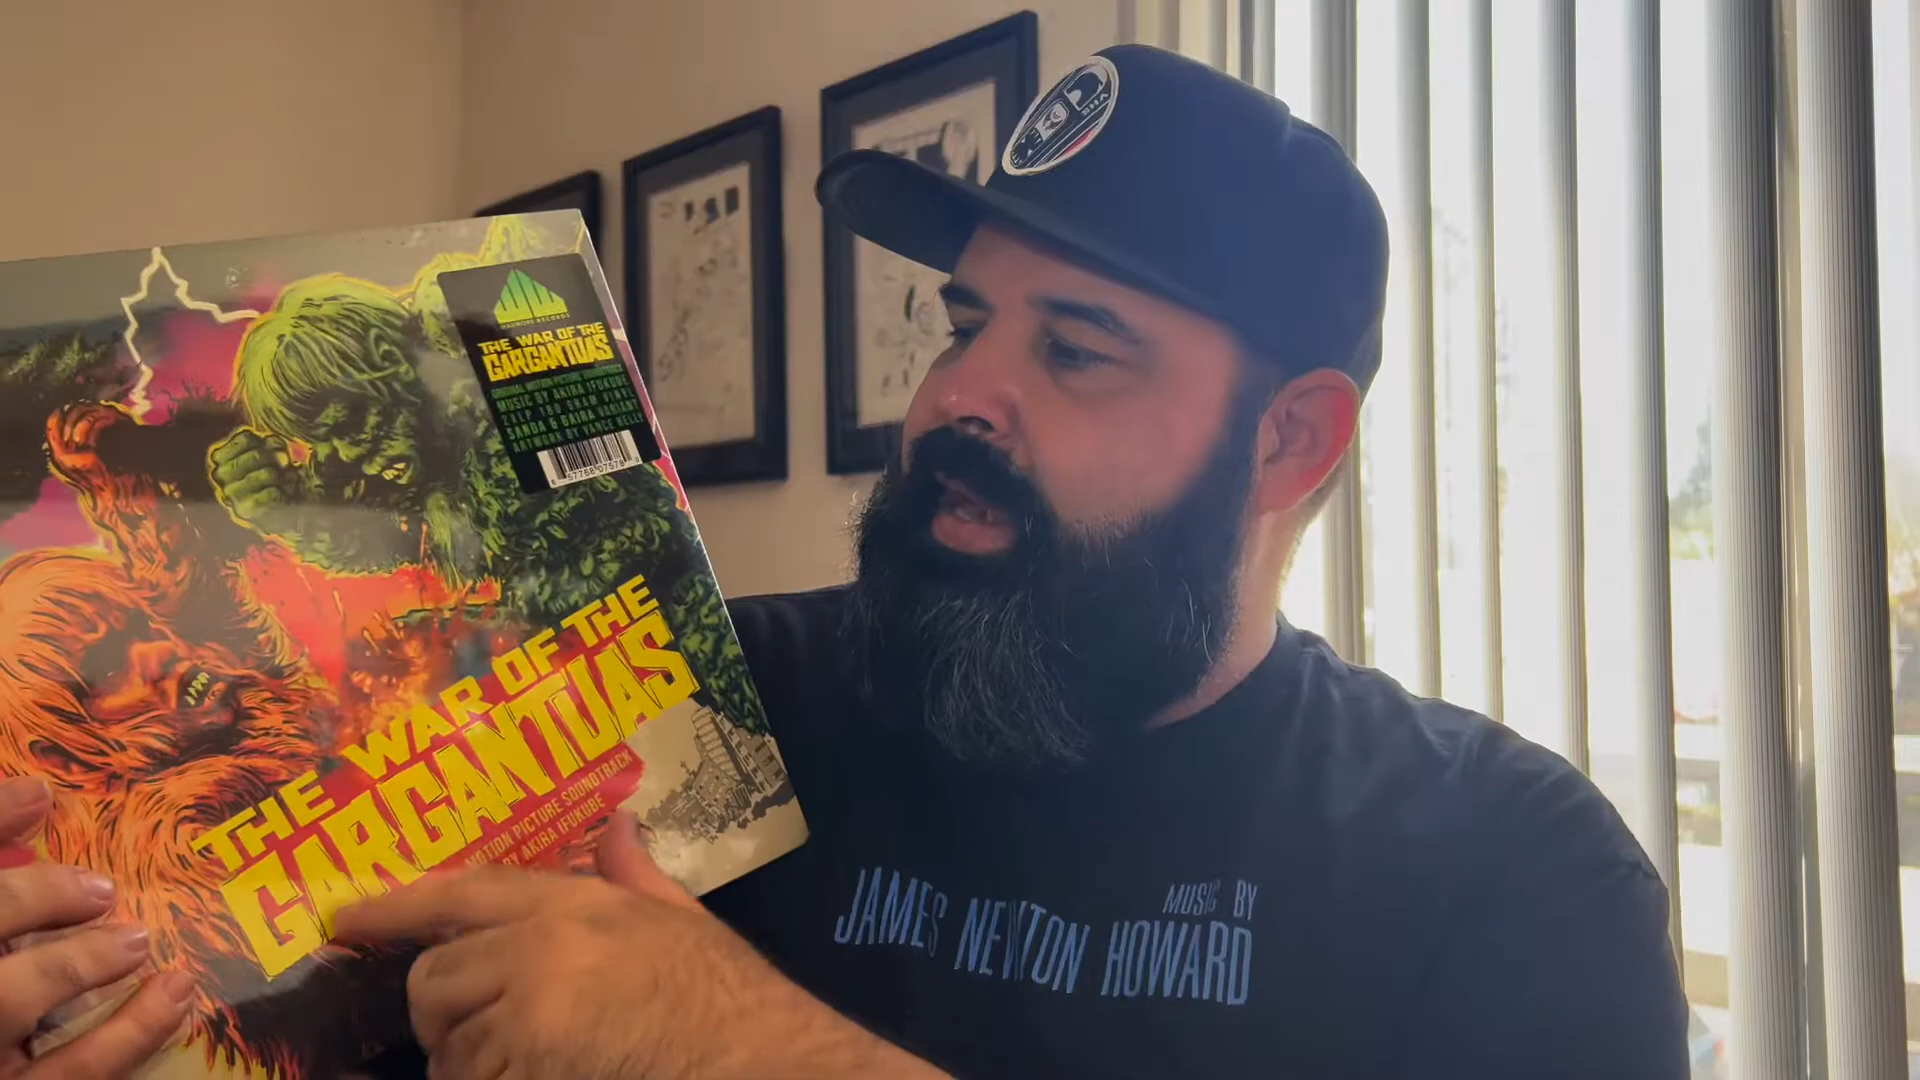 WAXWORK RECORDS
THE WAR OF THE
GARGANTUAS
ORIGINAL MOTION PICTURE SOUNDTRACK
MUSIC BY AKIRA IFUKUBE
2XLP 180 GRAM VINYL
SANDA & GAIRA VARIANT
ARTWORK BY VANCE KELLY
THE WAR OF THE
GARGANTUAS
MOTION PICTURE SOUNDTRACK
BY AKIRA IFUKUBE
MUSIC BY
JAMES NEWTON HOWARD